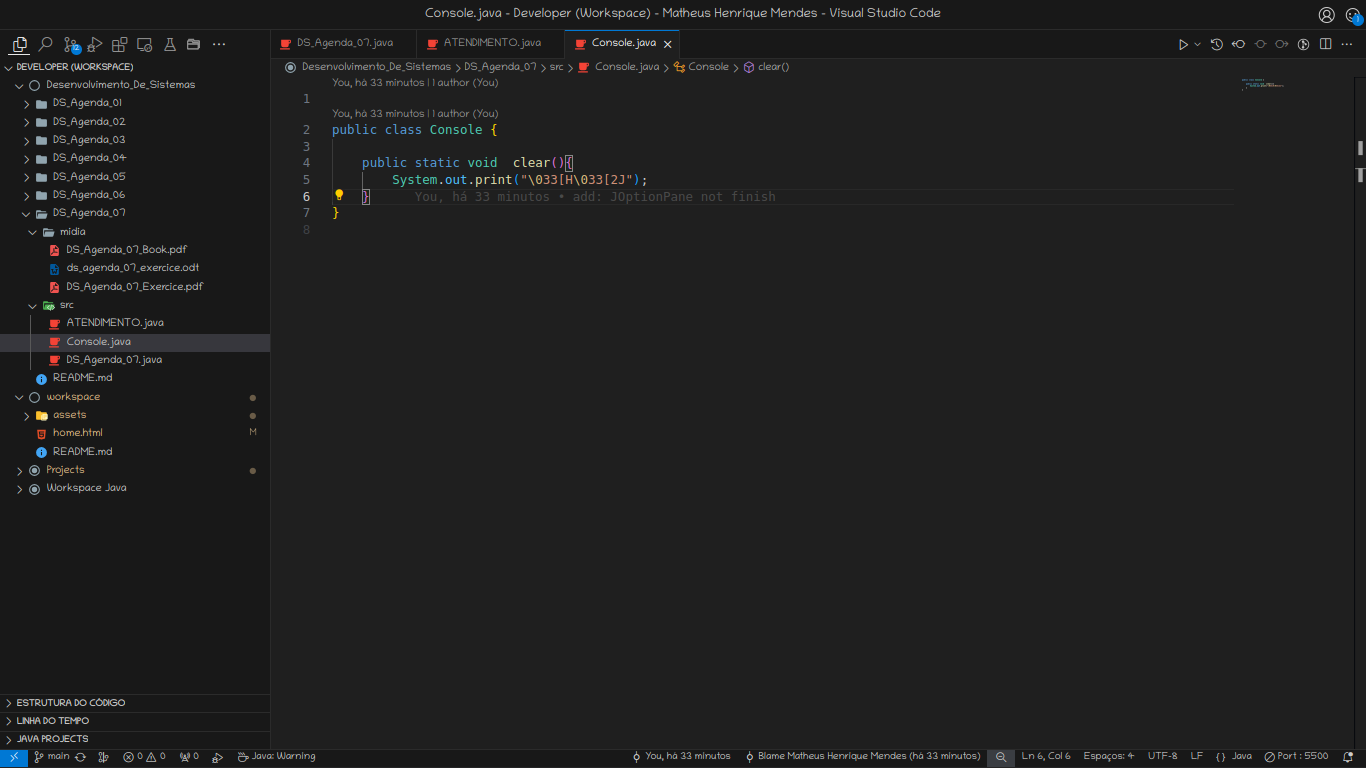 Console.java - Developer (Workspace) - Matheus Henrique Mendes - Visual Studio Code
12
1
DS_Agenda_07.java
ATENDIMENTO.java
Console.java
DEVELOPER (WORKSPACE)
Desenvolvimento_De_Sistemas
DS_Agenda_01
DS_Agenda_02
DS_Agenda_03
DS_Agenda_04
DS_Agenda_05
DS_Agenda_06
DS_Agenda_07
midia
DS_Agenda_07_Book.pdf
ds_agenda_07_exercice.odt
DS_Agenda_07_Exercice.pdf
src
ATENDIMENTO.java
Console.java
DS_Agenda_07.java
README.md
workspace
assets
home.html M
README.md
Projects
Workspace Java
ESTRUTURA DO CÓDIGO
LINHA DO TEMPO
JAVA PROJECTS
Desenvolvimento_De_Sistemas > DS_Agenda_07 > src > Console.java > Console > clear()
You, há 33 minutos | 1 author (You)
1
You, há 33 minutos | 1 author (You)
2 public class Console {
3
4 public static void  clear(){
5 System.out.print("\033[H\033[2J");
6 } You, há 33 minutos • add: JOptionPane not finish
7 }
8
main 0 0 0 Java: Warning You, há 33 minutos Blame Matheus Henrique Mendes (há 33 minutos) Ln 6, Col 6 Espaços: 4 UTF-8 LF {} Java Port : 5500